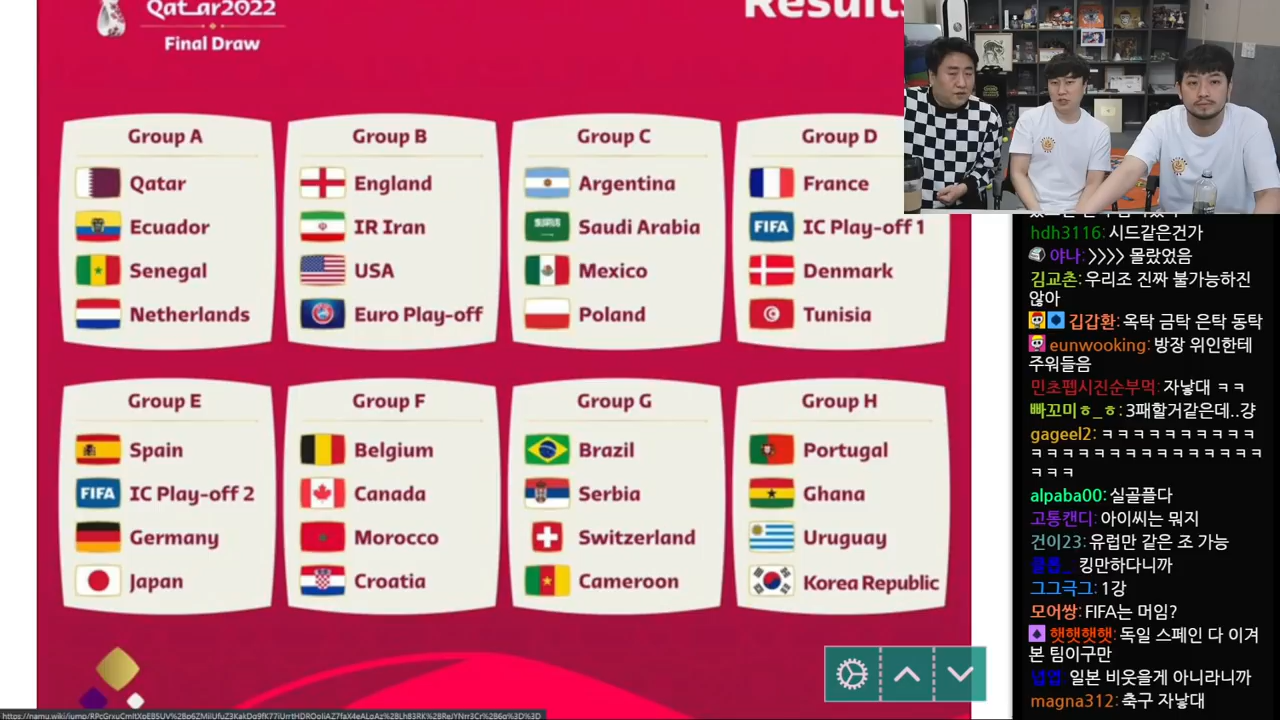 Qatar2022
Final Draw
Results
Group A
Qatar
Ecuador
Senegal
Netherlands
Group B
England
IR Iran
USA
Euro Play-off
Group C
Argentina
Saudi Arabia
Mexico
Poland
Group D
France
FIFA IC Play-off 1
Denmark
Tunisia
Group E
Spain
FIFA IC Play-off 2
Germany
Japan
Group F
Belgium
Canada
Morocco
Croatia
Group G
Brazil
Serbia
Switzerland
Cameroon
Group H
Portugal
Ghana
Uruguay
Korea Republic
hdh3116: 시드같은건가
야나: >>>> 몰랐었음
김교촌: 우리조 진짜 불가능하진
않아
김갑환: 옥탁 금탁 은탁 동탁
eunwooking: 방장 위인한테
주워들음
민초펩시진순부먹: 자낳대 ㅋㅋ
빠꼬미ㅎ_ㅎ: 3패할거같은데..걍
gageel2: ㅋㅋㅋㅋㅋㅋㅋㅋㅋㅋ
ㅋㅋㅋㅋㅋㅋㅋㅋㅋㅋㅋㅋㅋㅋㅋ
ㅋㅋㅋ
alpaba00: 실골플다
고통캔디: 아이씨는 뭐지
건이23: 유럽만 같은 조 가능
킹만하다니까
그그극그: 1강
모어쌍: FIFA는 머임?
햇햇햇햇: 독일 스페인 다 이겨
본 팀이구만
일본 비웃을게 아니라니까
magna312: 축구 자낳대